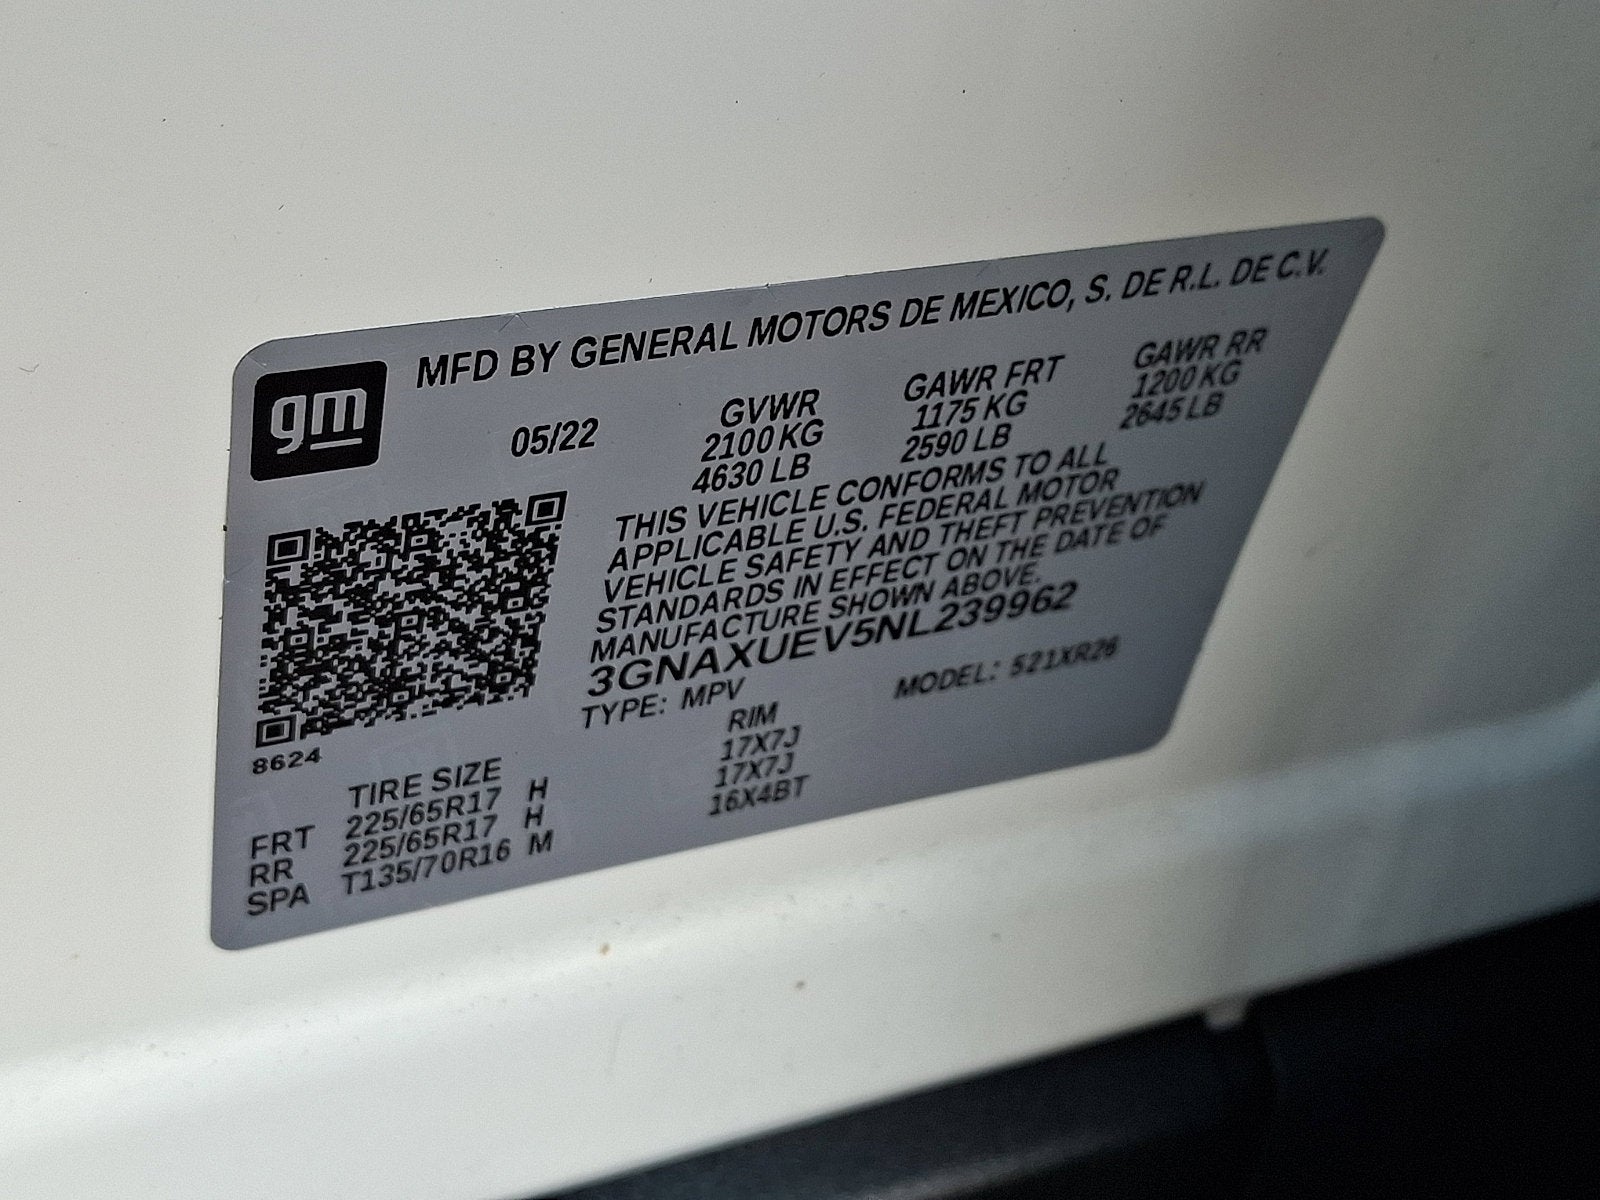 gm
MFD BY GENERAL MOTORS DE MEXICO, S. DE R.L. DE C.V.
05/22
GVWR
2100 KG
4630 LB
GAWR FRT
1175 KG
2590 LB
GAWR RR
1200 KG
2645 LB
THIS VEHICLE CONFORMS TO ALL
APPLICABLE U.S. FEDERAL MOTOR
VEHICLE SAFETY AND THEFT PREVENTION
STANDARDS IN EFFECT ON THE DATE OF
MANUFACTURE SHOWN ABOVE.
3GNAXUEV5NL239962
TYPE: MPV MODEL: 521XR26
8624
TIRE SIZE RIM
FRT 225/65R17 H 17X7J
RR 225/65R17 H 17X7J
SPA T135/70R16 M 16X4BT